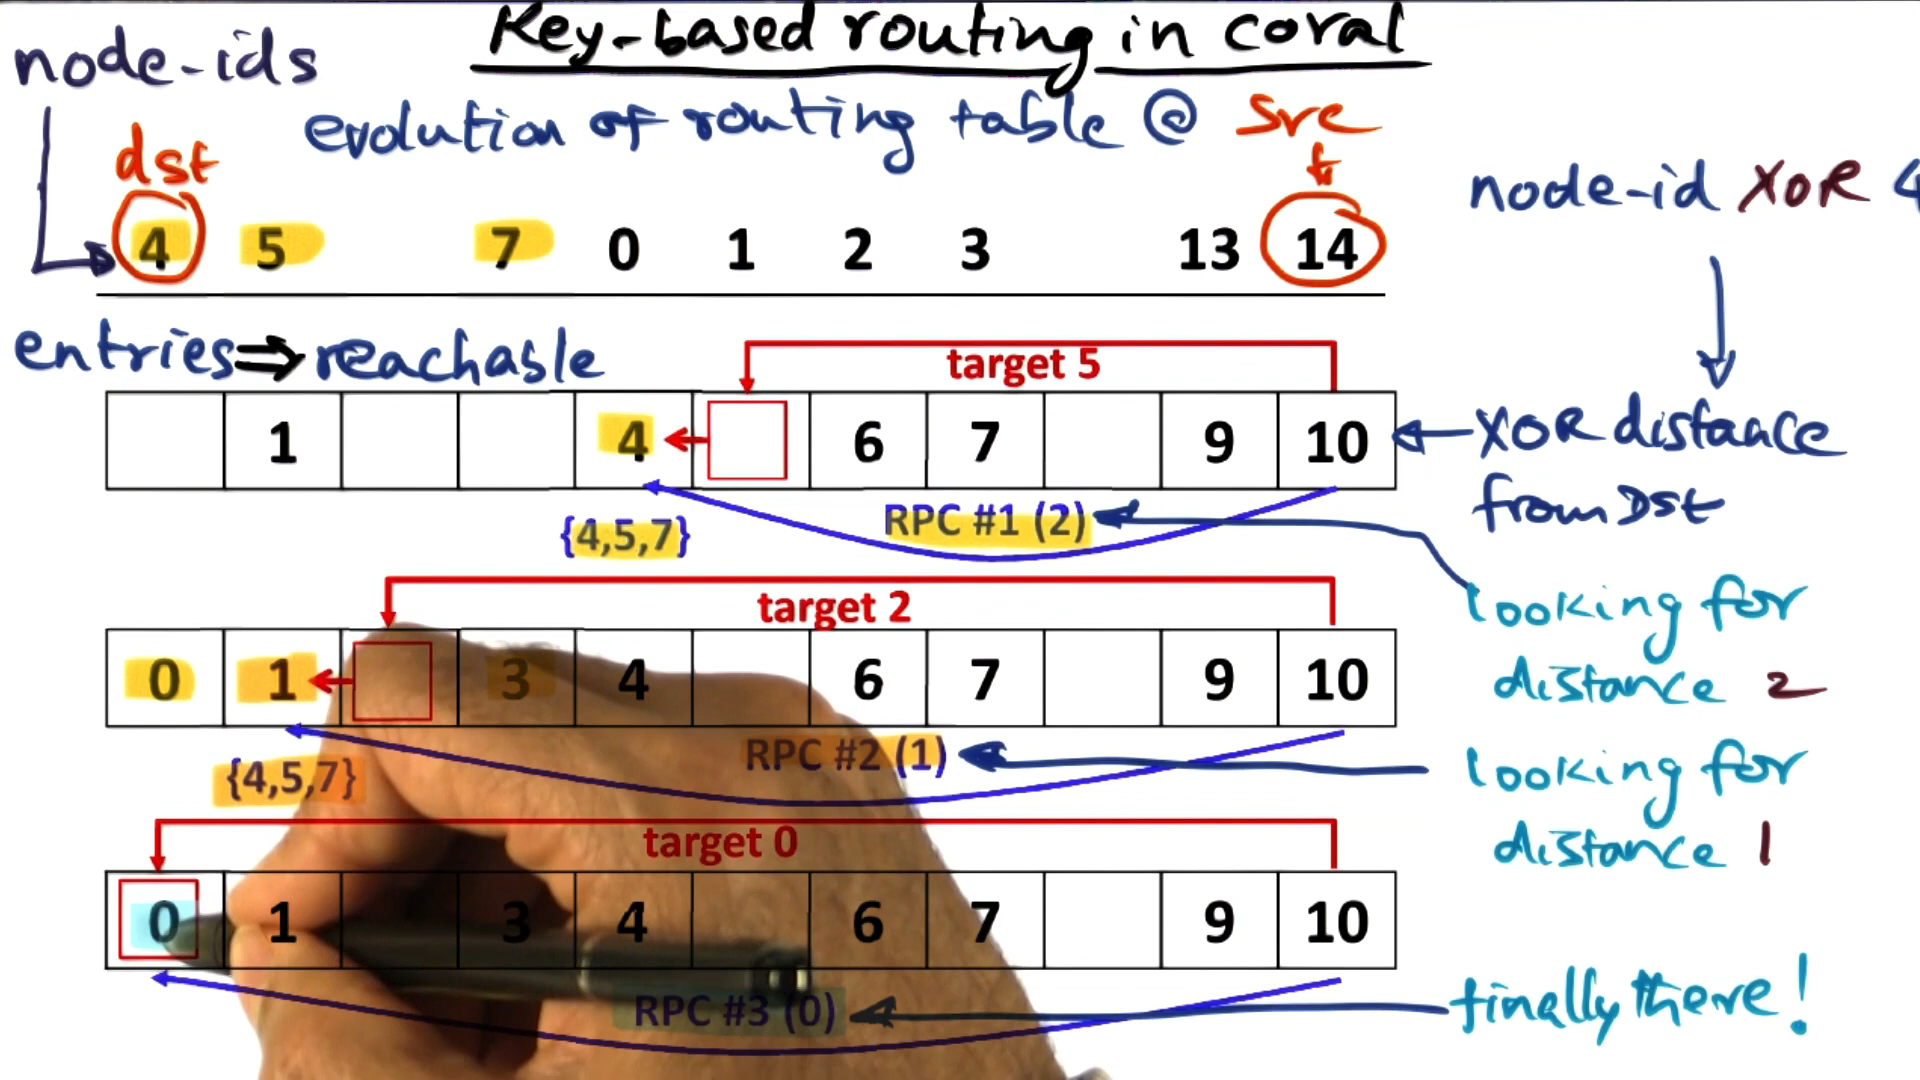 Key-based routing in coral
node-ids
evolution of routing table @ src
dst
node-id XOR 4
4 5 7 0 1 2 3 13 14
entries ⇒ reachable
target 5
1 4 6 7 9 10
XOR distance
from Dst
RPC #1 (2)
{4,5,7}
looking for
distance 2
target 2
0 1 3 4 6 7 9 10
RPC #2 (1)
{4,5,7}
looking for
distance 1
target 0
0 1 3 4 6 7 9 10
RPC #3 (0)
finally there!